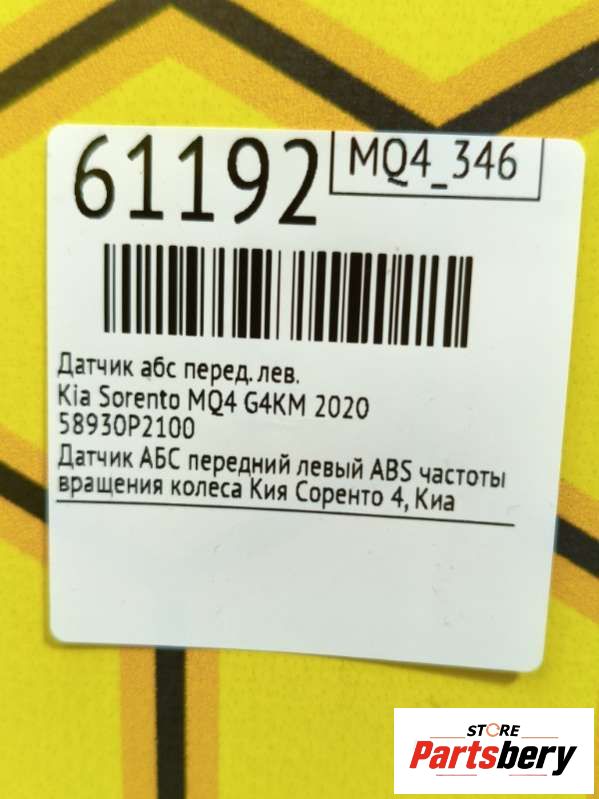 61192
MQ4_346
Датчик абс перед. лев.
Kia Sorento MQ4 G4KM 2020
58930P2100
Датчик АБС передний левый ABS частоты
вращения колеса Кия Соренто 4, Киа
STORE
Partsbery